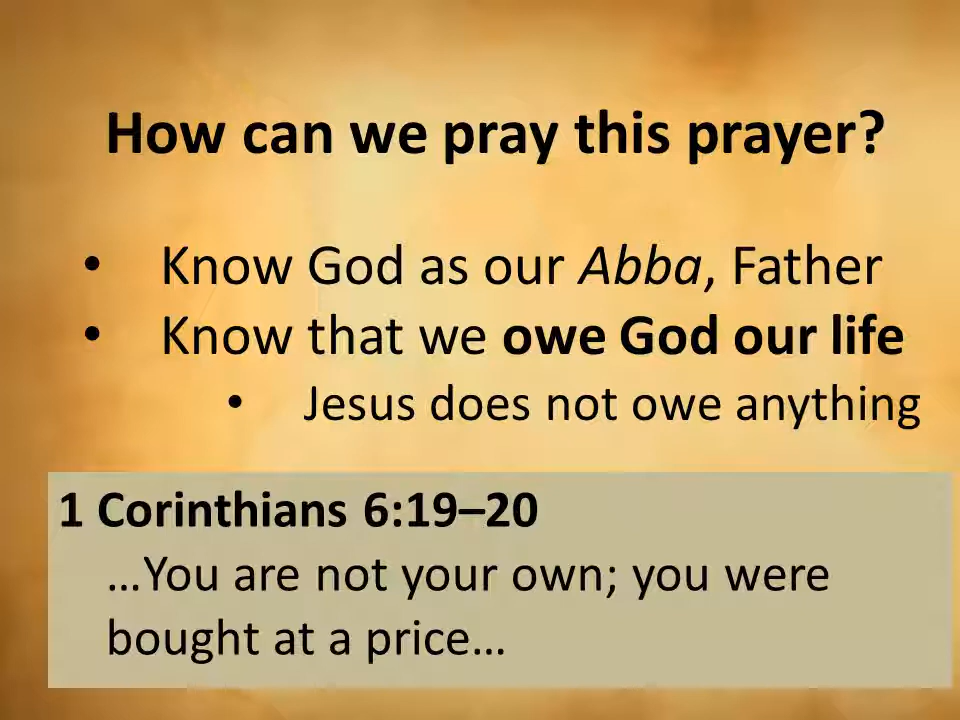 How can we pray this prayer?
• Know God as our Abba, Father
• Know that we owe God our life
• Jesus does not owe anything
1 Corinthians 6:19–20
…You are not your own; you were
bought at a price…